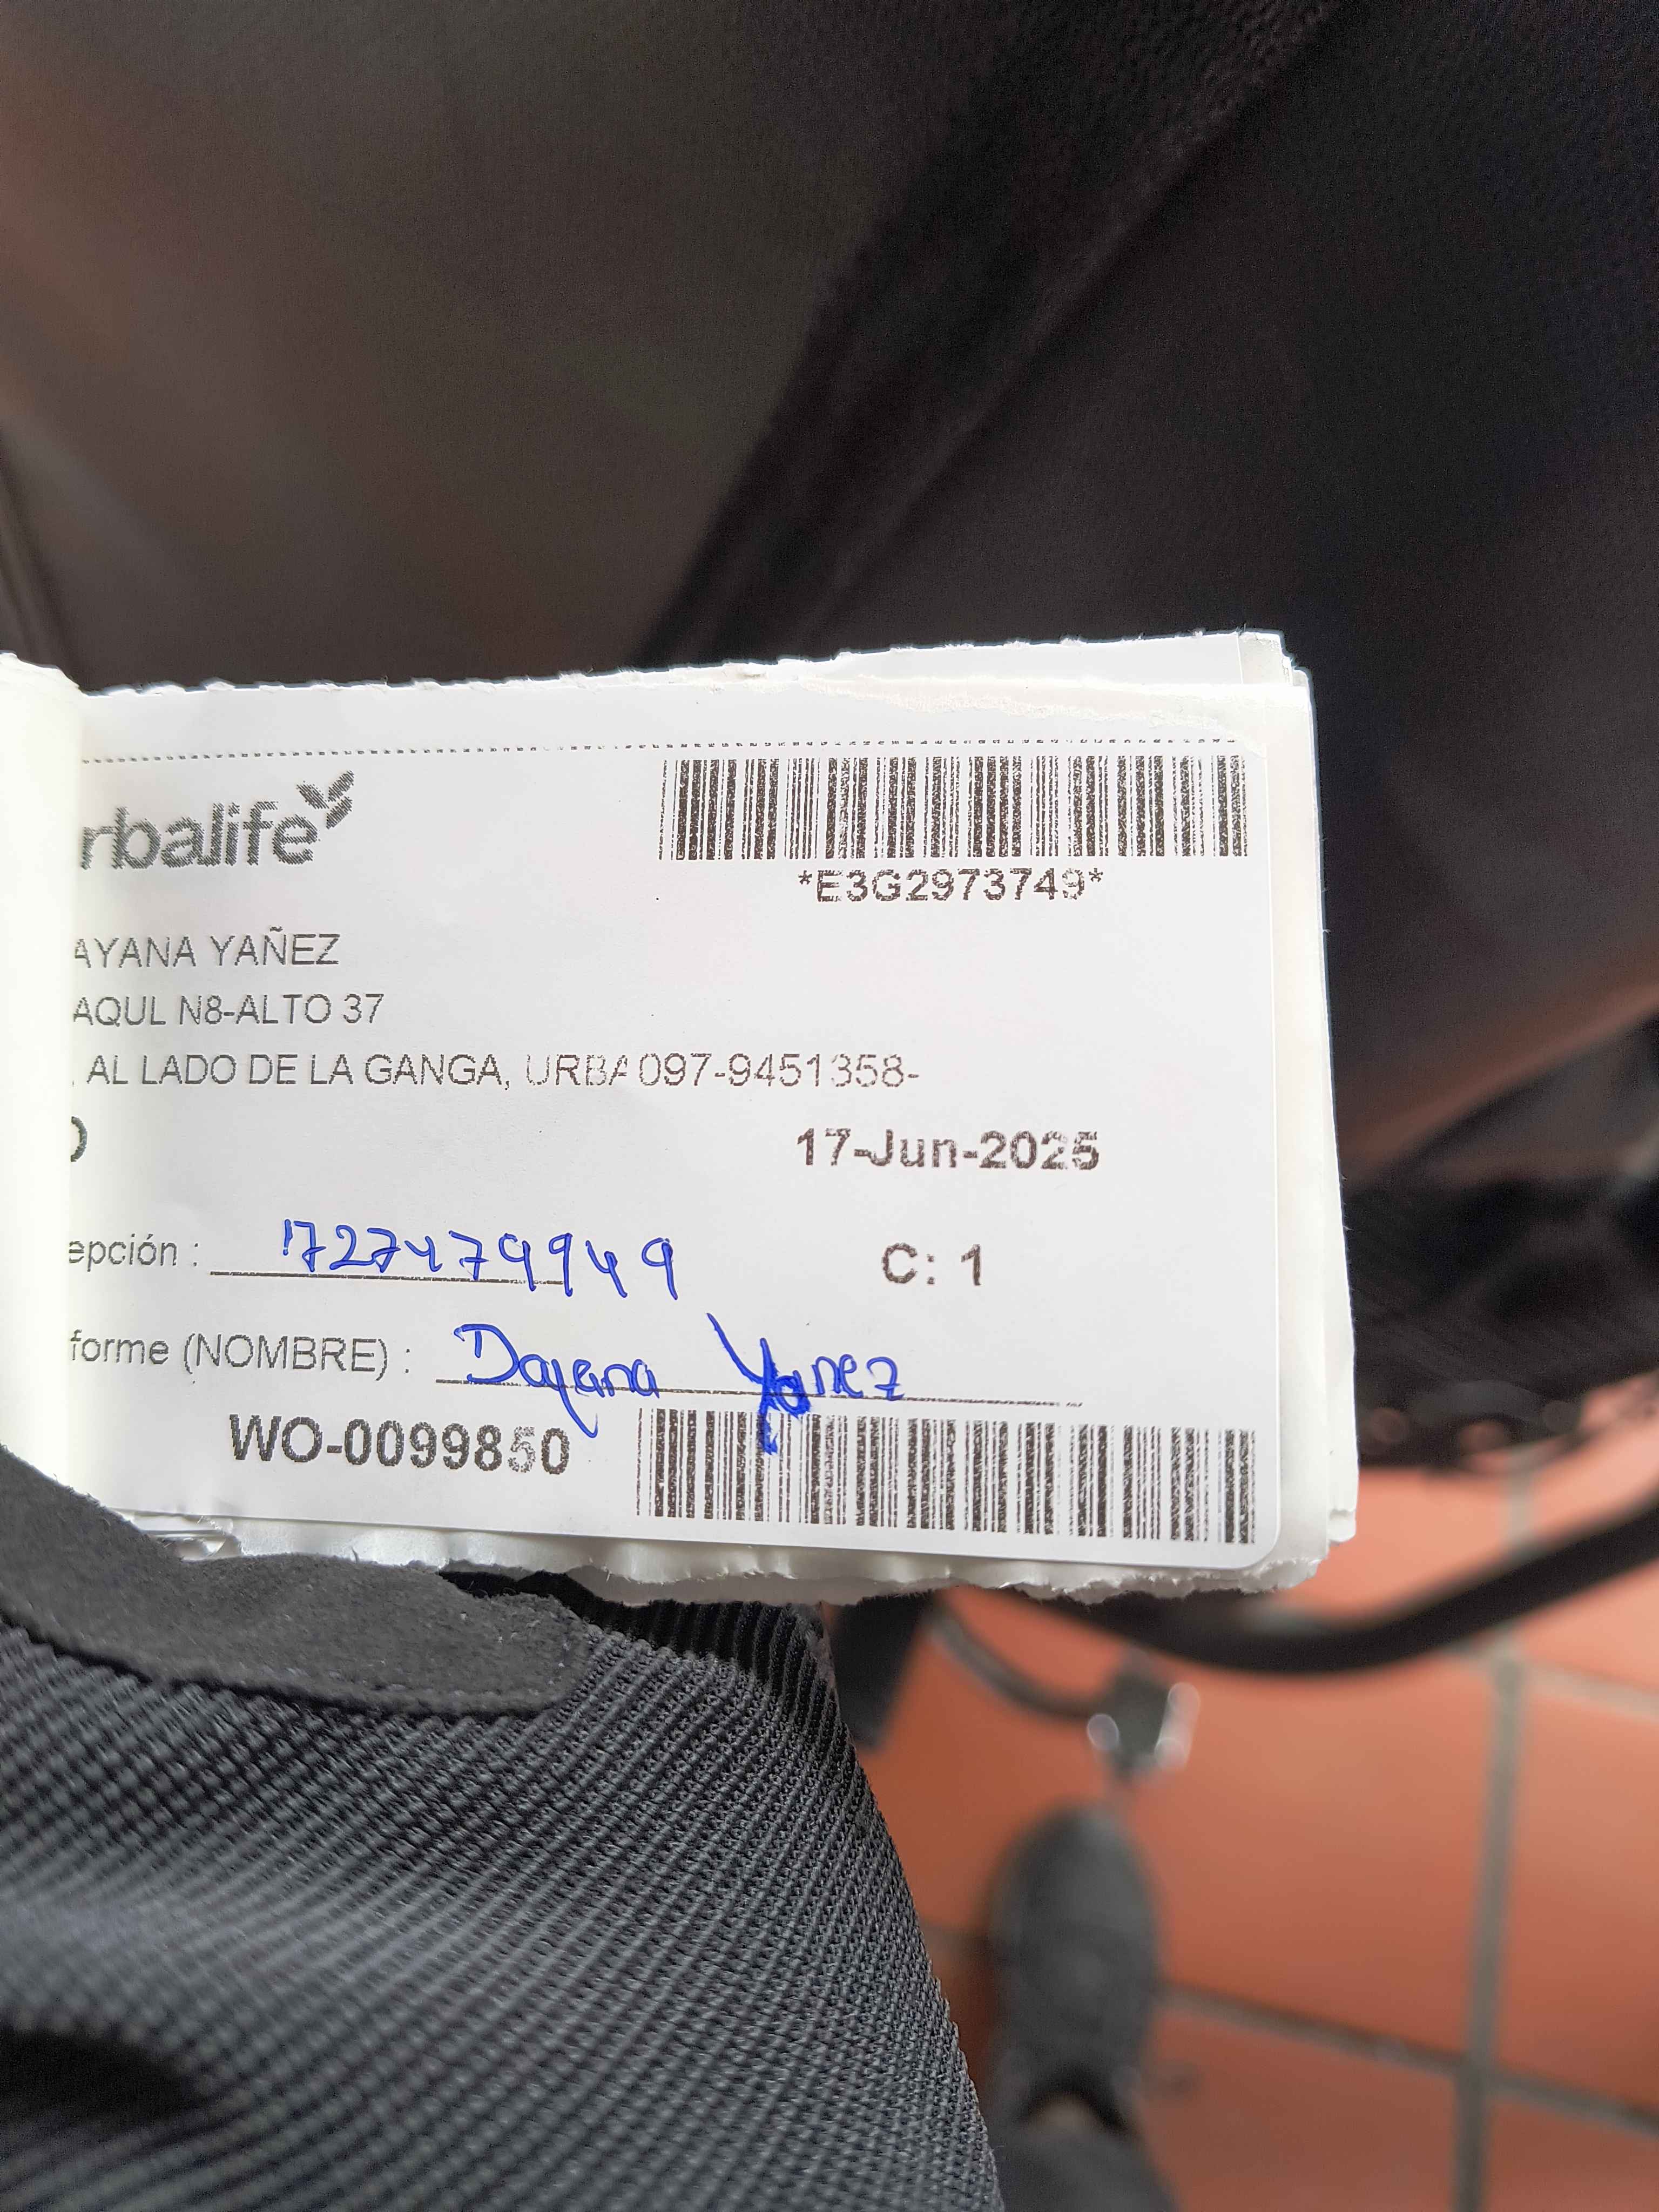 rbalife
*E3G2973749*
AYANA YAÑEZ
AQUL N8-ALTO 37
, AL LADO DE LA GANGA, URBA 097-9451358-
O
17-Jun-2025
epción : 1727479949
C: 1
forme (NOMBRE) : Dayana Yanez
WO-0099850